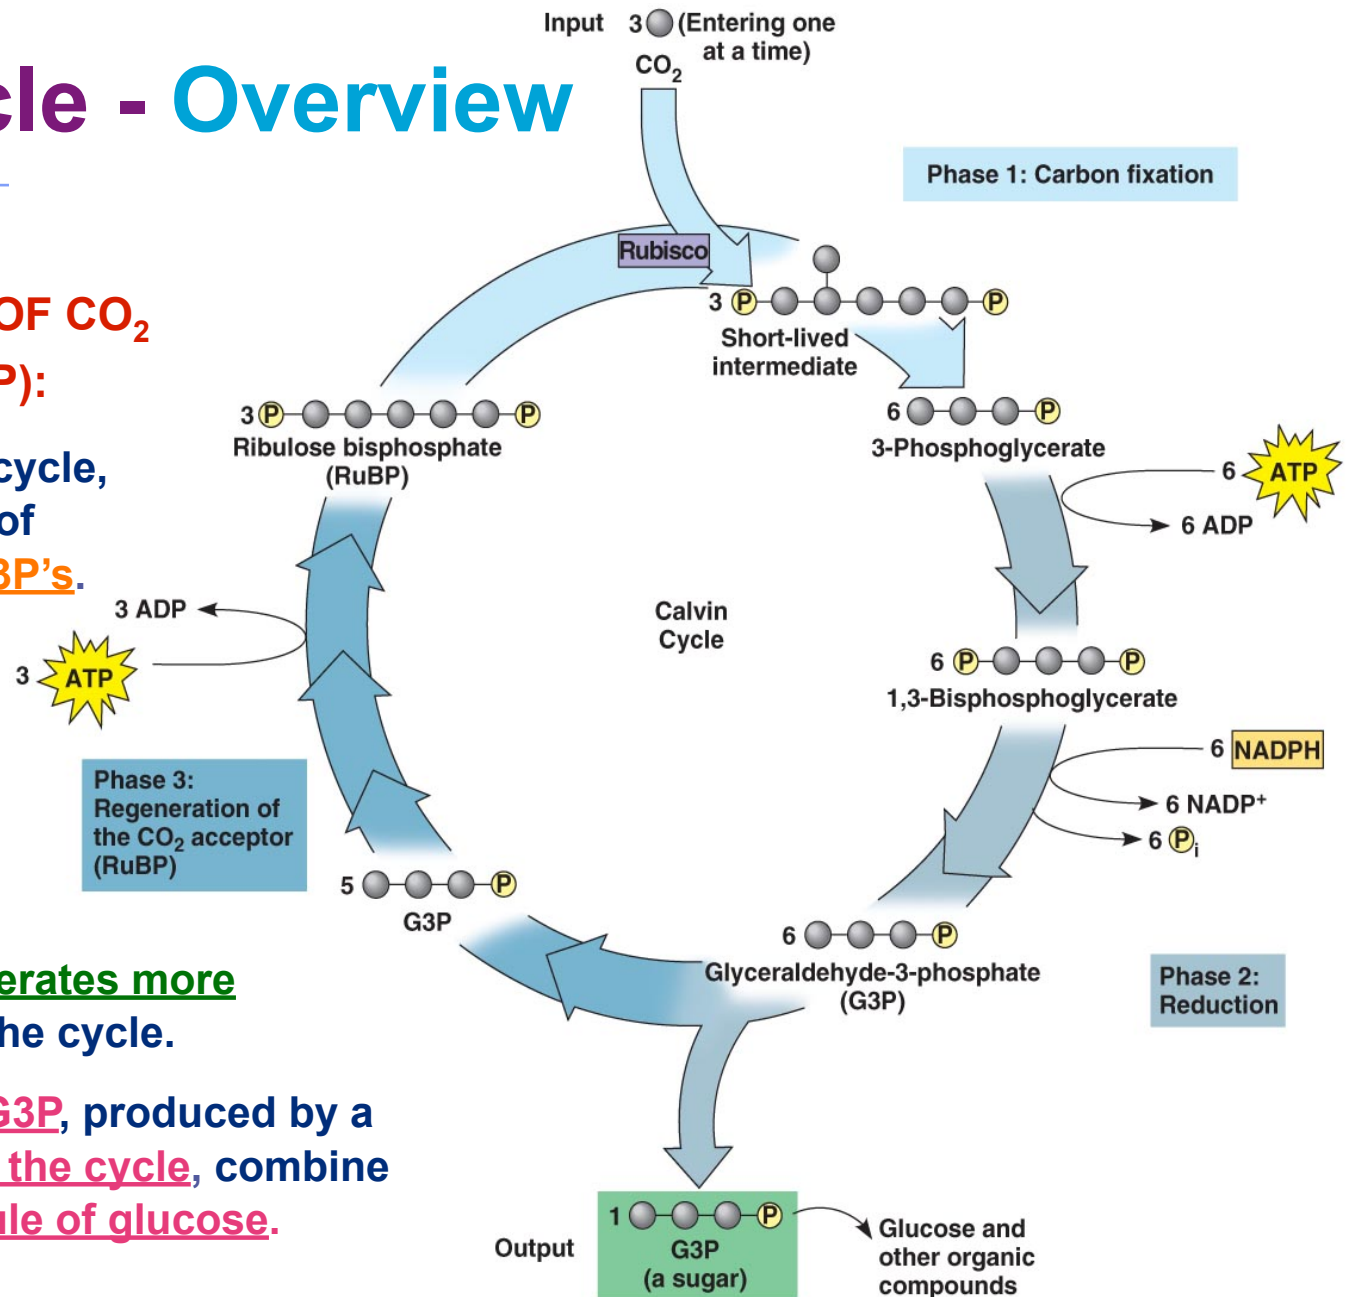 Input 3 (Entering one
at a time)
CO₂
cle - Overview
Phase 1: Carbon fixation
Rubisco
OF CO₂
P):
3 P P
Short-lived
intermediate
3 P P
Ribulose bisphosphate
(RuBP)
6 P
3-Phosphoglycerate
cycle,
of
3P's.
6 ATP
6 ADP
3 ADP
3 ATP
Calvin
Cycle
6 P P
1,3-Bisphosphoglycerate
6 NADPH
6 NADP⁺
6 Pᵢ
Phase 3:
Regeneration of
the CO₂ acceptor
(RuBP)
5 P
G3P
6 P
Glyceraldehyde-3-phosphate
(G3P)
Phase 2:
Reduction
erates more
he cycle.
G3P, produced by a
the cycle, combine
ule of glucose.
Output
1 P
G3P
(a sugar)
Glucose and
other organic
compounds